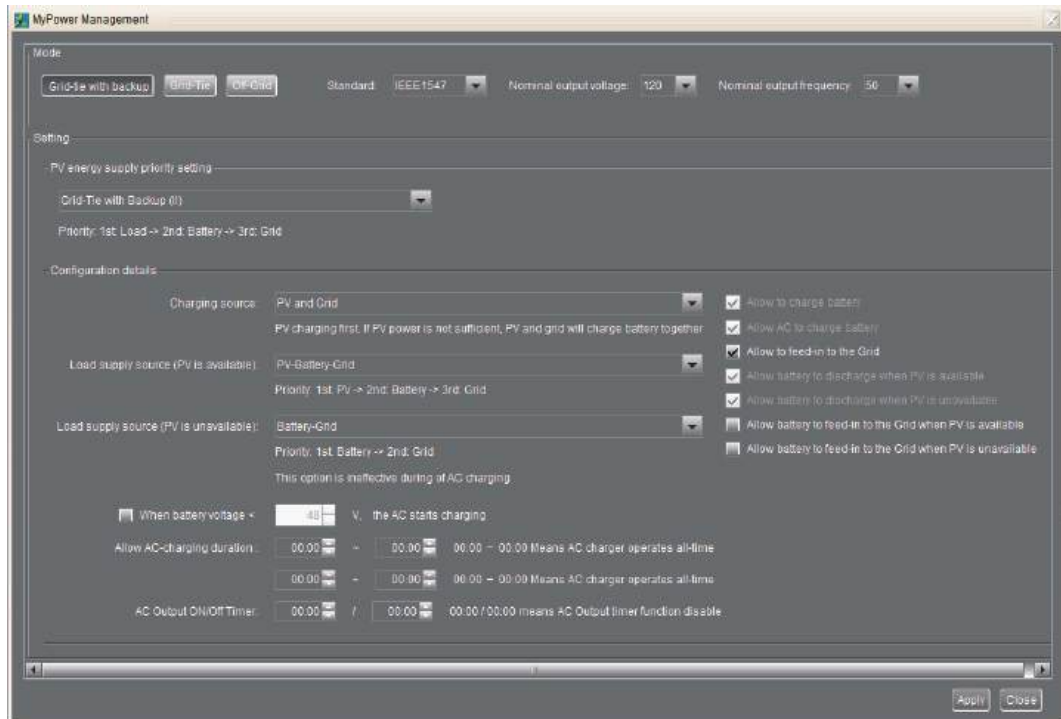 MyPower Management
Mode
Grid-tie with backup Grid-Tie Off-Grid Standard: IEEE1547 Nominal output voltage: 120 Nominal output frequency: 50
Setting
PV energy supply priority setting
Grid-Tie with Backup (II)
Priority: 1st: Load -> 2nd: Battery -> 3rd: Grid
Configuration details
Charging source: PV and Grid
PV charging first. If PV power is not sufficient, PV and grid will charge battery together
Load supply source (PV is available): PV-Battery-Grid
Priority: 1st: PV -> 2nd: Battery -> 3rd: Grid
Load supply source (PV is unavailable): Battery-Grid
Priority: 1st: Battery -> 2nd: Grid
This option is ineffective during of AC charging
Allow to charge battery
Allow AC to charge battery
Allow to feed-in to the Grid
Allow battery to discharge when PV is available
Allow battery to discharge when PV is unavailable
Allow battery to feed-in to the Grid when PV is available
Allow battery to feed-in to the Grid when PV is unavailable
When battery voltage < 48 V, the AC starts charging
Allow AC-charging duration: 00:00 ~ 00:00 00:00 ~ 00:00 Means AC charger operates all-time
00:00 ~ 00:00 00:00 ~ 00:00 Means AC charger operates all-time
AC Output ON/Off Timer: 00:00 / 00:00 00:00 / 00:00 means AC Output timer function disable
Apply Close